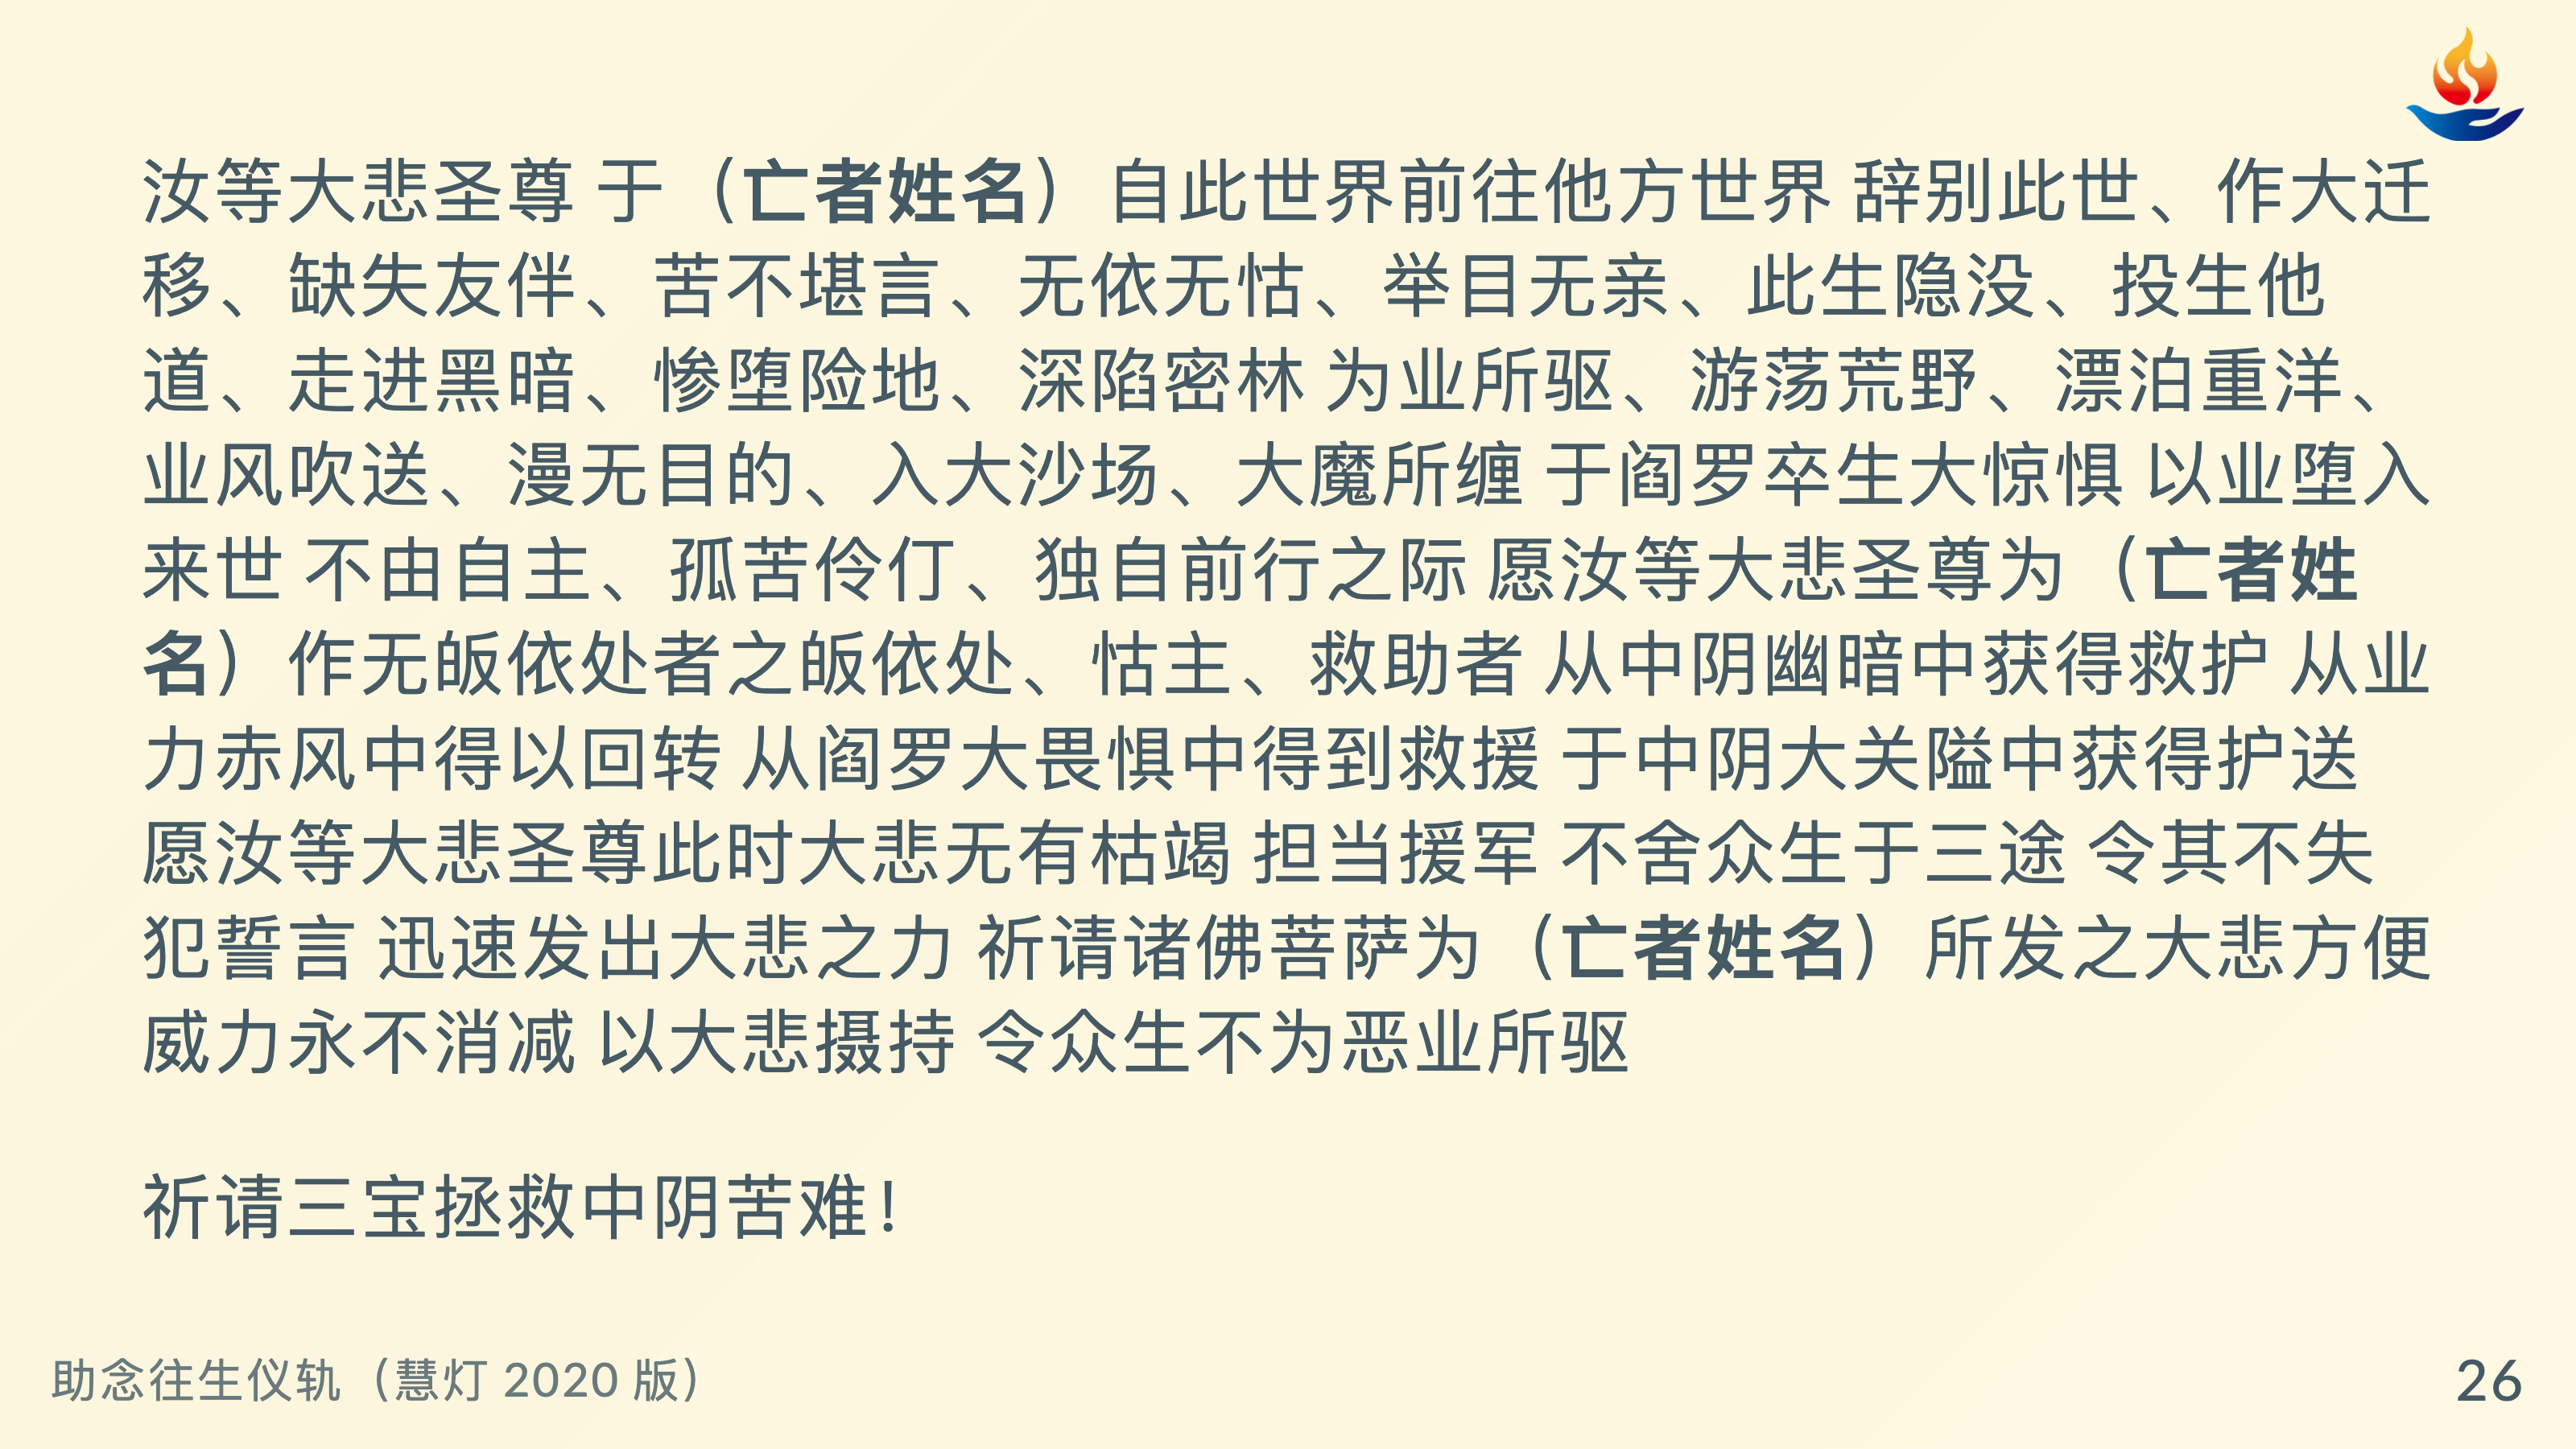 汝等大悲圣尊 于（亡者姓名）自此世界前往他方世界 辞别此世、作大迁
移、缺失友伴、苦不堪言、无依无怙、举目无亲、此生隐没、投生他
道、走进黑暗、惨堕险地、深陷密林 为业所驱、游荡荒野、漂泊重洋、
业风吹送、漫无目的、入大沙场、大魔所缠 于阎罗卒生大惊惧 以业堕入
来世 不由自主、孤苦伶仃、独自前行之际 愿汝等大悲圣尊为（亡者姓
名）作无皈依处者之皈依处、怙主、救助者 从中阴幽暗中获得救护 从业
力赤风中得以回转 从阎罗大畏惧中得到救援 于中阴大关隘中获得护送
愿汝等大悲圣尊此时大悲无有枯竭 担当援军 不舍众生于三途 令其不失
犯誓言 迅速发出大悲之力 祈请诸佛菩萨为（亡者姓名）所发之大悲方便
威力永不消减 以大悲摄持 令众生不为恶业所驱
祈请三宝拯救中阴苦难！
助念往生仪轨（慧灯 2020 版）
26